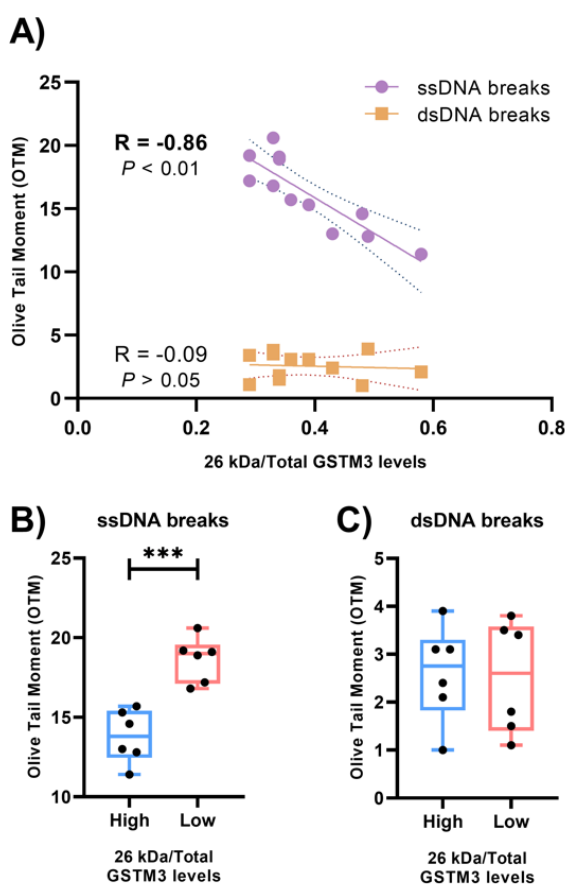 A)
ssDNA breaks
dsDNA breaks
R = -0.86
P < 0.01
R = -0.09
P > 0.05
Olive Tail Moment (OTM)
25
20
15
10
5
0
0.0 0.2 0.4 0.6 0.8
26 kDa/Total GSTM3 levels
B)
ssDNA breaks
***
Olive Tail Moment (OTM)
25
20
15
10
High Low
26 kDa/Total
GSTM3 levels
C)
dsDNA breaks
Olive Tail Moment (OTM)
5
4
3
2
1
0
High Low
26 kDa/Total
GSTM3 levels